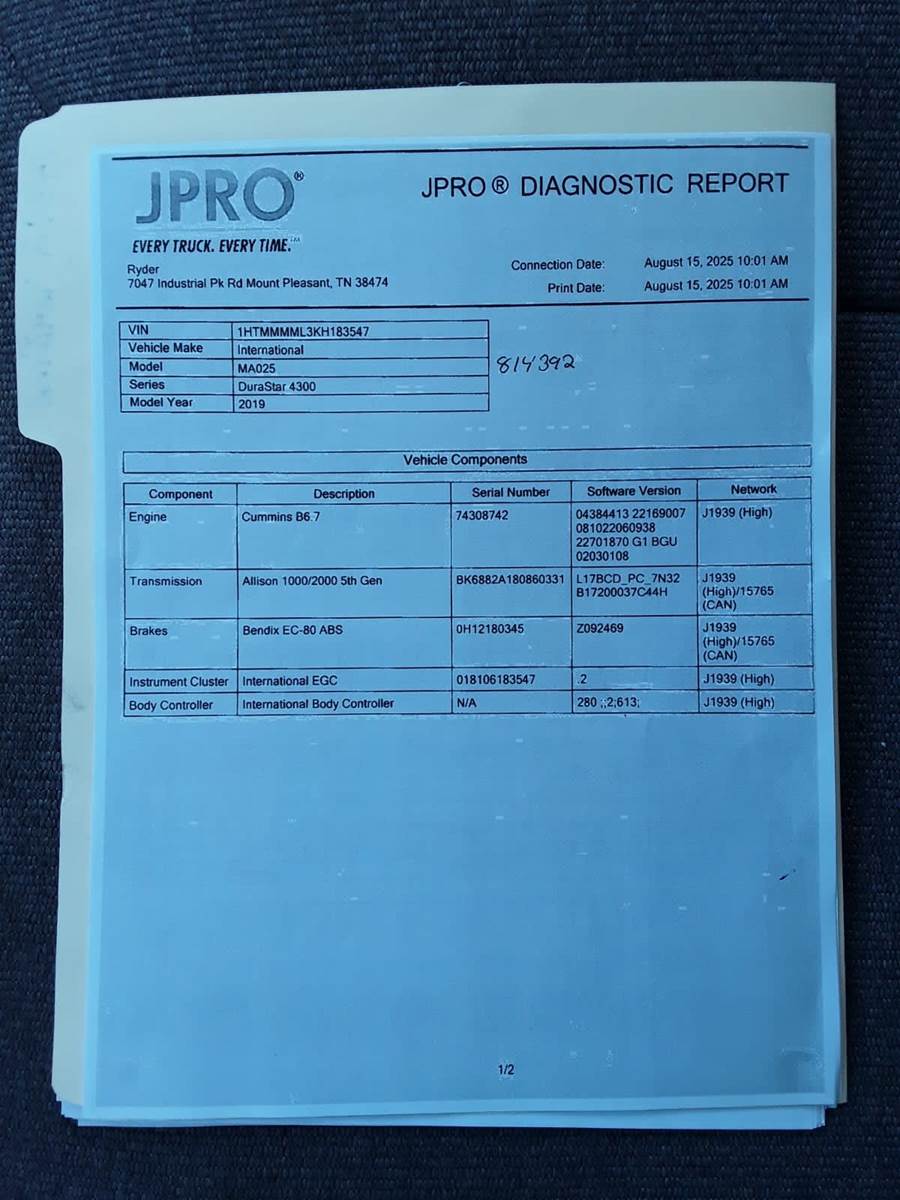 JPRO®
JPRO® DIAGNOSTIC REPORT
EVERY TRUCK. EVERY TIME.™
Ryder
7047 Industrial Pk Rd Mount Pleasant, TN 38474
Connection Date: August 15, 2025 10:01 AM
Print Date: August 15, 2025 10:01 AM
VIN 1HTMMMML3KH183547
Vehicle Make International
Model MA025
Series DuraStar 4300
Model Year 2019
814392
Vehicle Components
Component Description Serial Number Software Version Network
Engine Cummins B6.7 74308742 04384413 22169007 J1939 (High)
081022060938
22701870 G1 BGU
02030108
Transmission Allison 1000/2000 5th Gen BK6882A180860331 L17BCD_PC_7N32 J1939
B17200037C44H (High)/15765
(CAN)
Brakes Bendix EC-80 ABS 0H12180345 Z092469 J1939
(High)/15765
(CAN)
Instrument Cluster International EGC 018106183547 .2 J1939 (High)
Body Controller International Body Controller N/A 280 ;;2;613; J1939 (High)
1/2